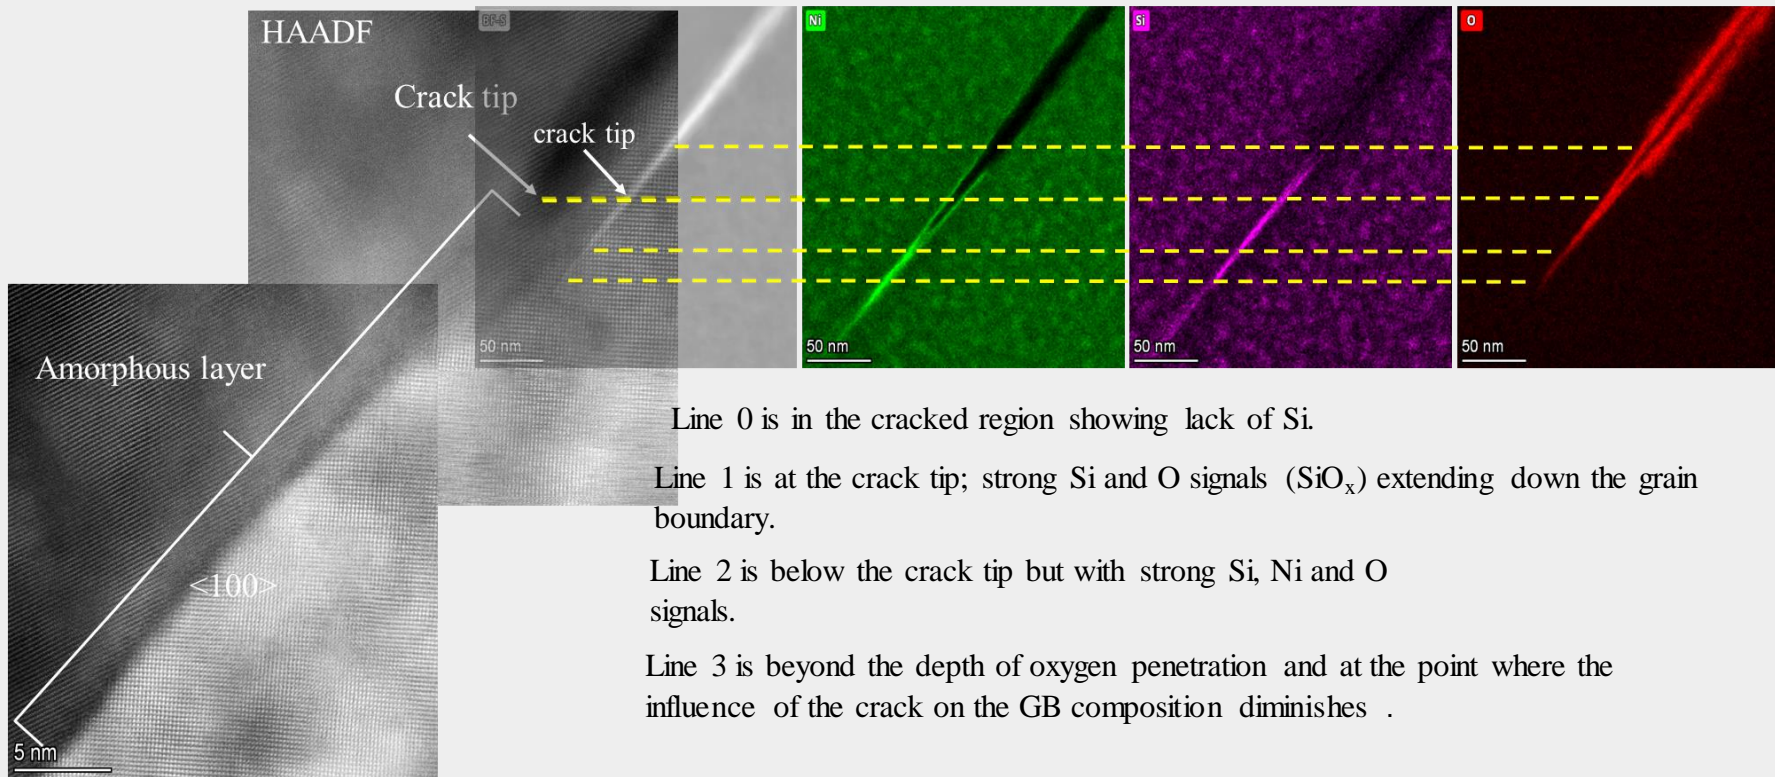 HAADF
BF-S
Ni
Si
O
Crack tip
crack tip
Amorphous layer
<100>
5 nm
50 nm
50 nm
50 nm
50 nm
Line 0 is in the cracked region showing lack of Si.
Line 1 is at the crack tip; strong Si and O signals (SiOₓ) extending down the grain
boundary.
Line 2 is below the crack tip but with strong Si, Ni and O
signals.
Line 3 is beyond the depth of oxygen penetration and at the point where the
influence of the crack on the GB composition diminishes .